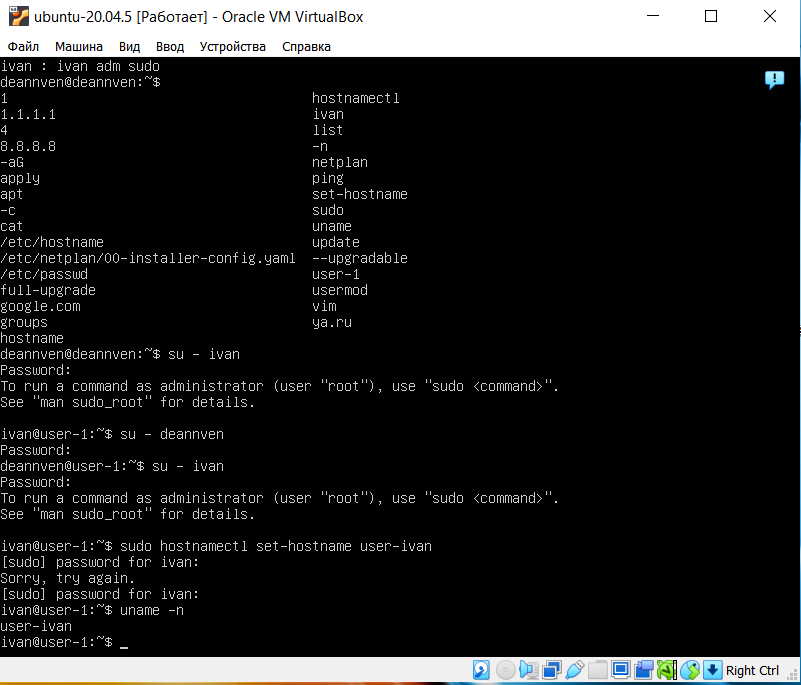 ubuntu-20.04.5 [Работает] - Oracle VM VirtualBox
Файл Машина Вид Ввод Устройства Справка
ivan : ivan adm sudo
deannven@deannven:~$
1 hostnamectl
1.1.1.1 ivan
4 list
8.8.8.8 -n
-aG netplan
apply ping
apt set-hostname
-c sudo
cat uname
/etc/hostname update
/etc/netplan/00-installer-config.yaml --upgradable
/etc/passwd user-1
full-upgrade usermod
google.com vim
groups ya.ru
hostname
deannven@deannven:~$ su - ivan
Password:
To run a command as administrator (user "root"), use "sudo <command>".
See "man sudo_root" for details.
ivan@user-1:~$ su - deannven
Password:
deannven@user-1:~$ su - ivan
Password:
To run a command as administrator (user "root"), use "sudo <command>".
See "man sudo_root" for details.
ivan@user-1:~$ sudo hostnamectl set-hostname user-ivan
[sudo] password for ivan:
Sorry, try again.
[sudo] password for ivan:
ivan@user-1:~$ uname -n
user-ivan
ivan@user-1:~$ _
Right Ctrl